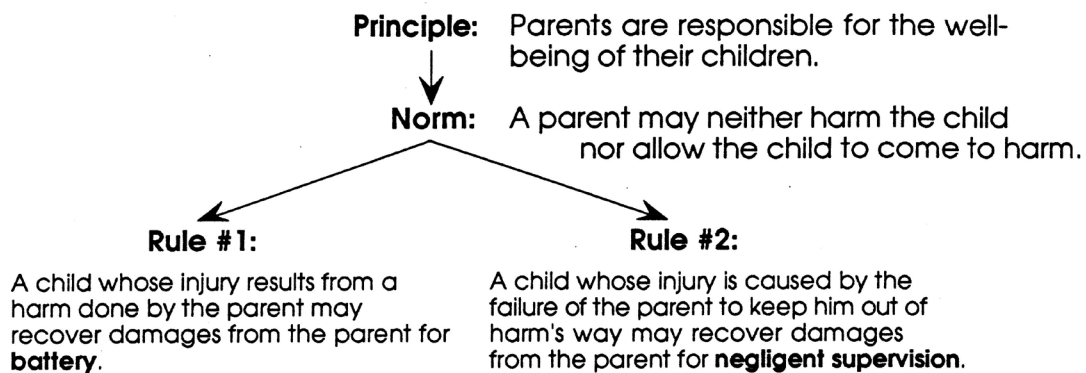 Principle: Parents are responsible for the well-
being of their children.
Norm: A parent may neither harm the child
nor allow the child to come to harm.
Rule #1:
A child whose injury results from a
harm done by the parent may
recover damages from the parent for
battery.
Rule #2:
A child whose injury is caused by the
failure of the parent to keep him out of
harm's way may recover damages
from the parent for negligent supervision.